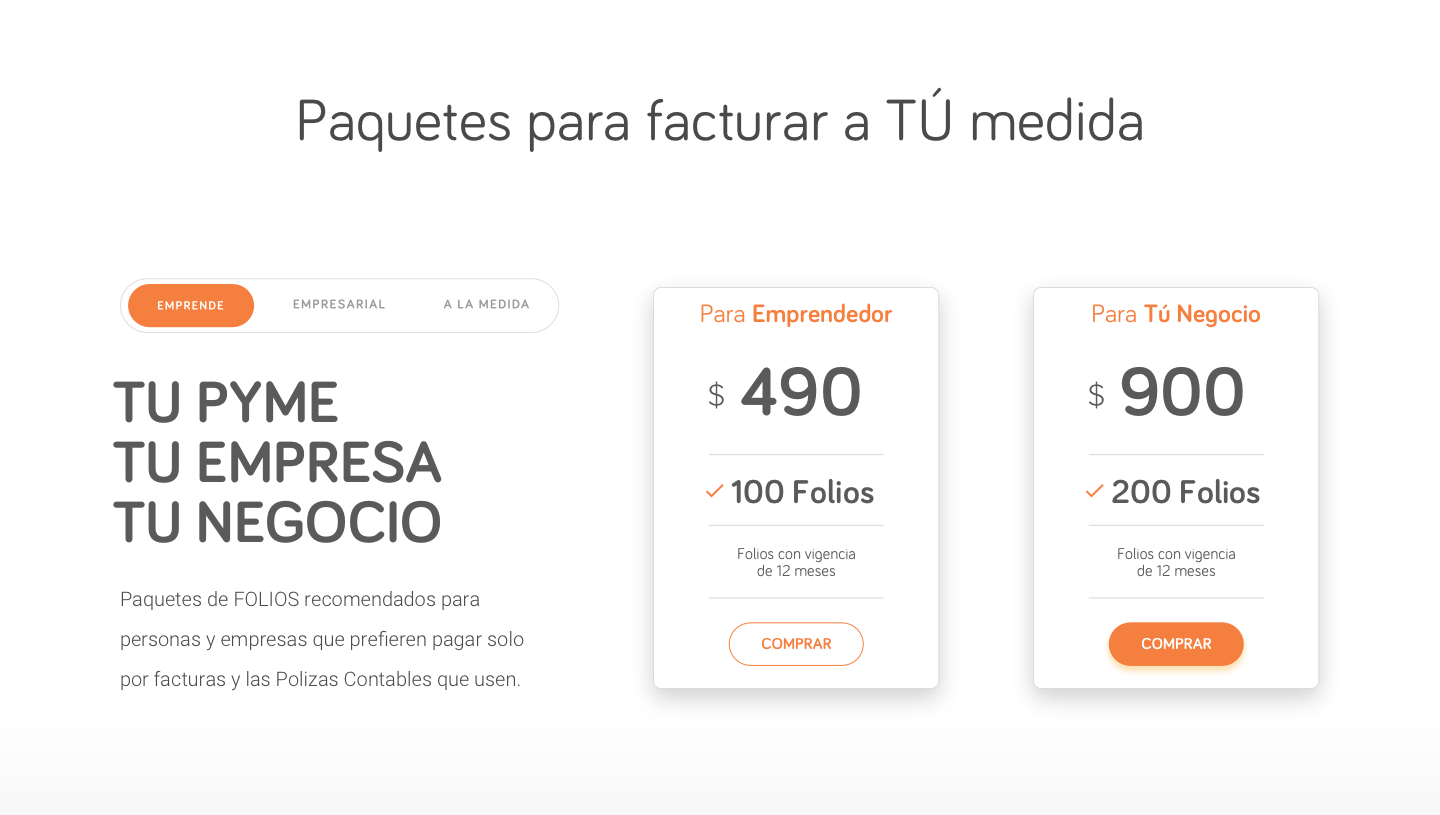 Paquetes para facturar a TÚ medida
EMPRENDE EMPRESARIAL A LA MEDIDA
TU PYME
TU EMPRESA
TU NEGOCIO
Paquetes de FOLIOS recomendados para
personas y empresas que prefieren pagar solo
por facturas y las Polizas Contables que usen.
Para Emprendedor
$ 490
100 Folios
Folios con vigencia
de 12 meses
COMPRAR
Para Tú Negocio
$ 900
200 Folios
Folios con vigencia
de 12 meses
COMPRAR